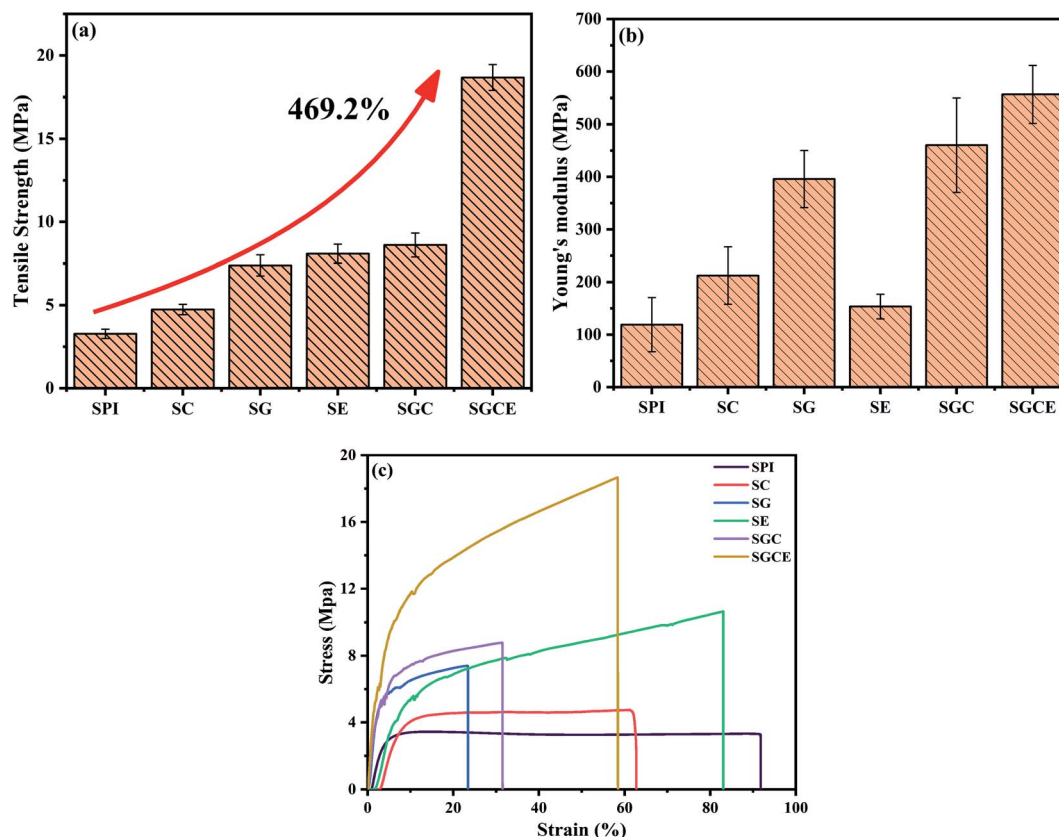 (a)
Tensile Strength (MPa)
20
15
10
5
0
469.2%
SPI SC SG SE SGC SGCE
(b)
Young's modulus (MPa)
700
600
500
400
300
200
100
0
SPI SC SG SE SGC SGCE
(c)
Stress (Mpa)
20
16
12
8
4
0
SPI
SC
SG
SE
SGC
SGCE
0 20 40 60 80 100
Strain (%)